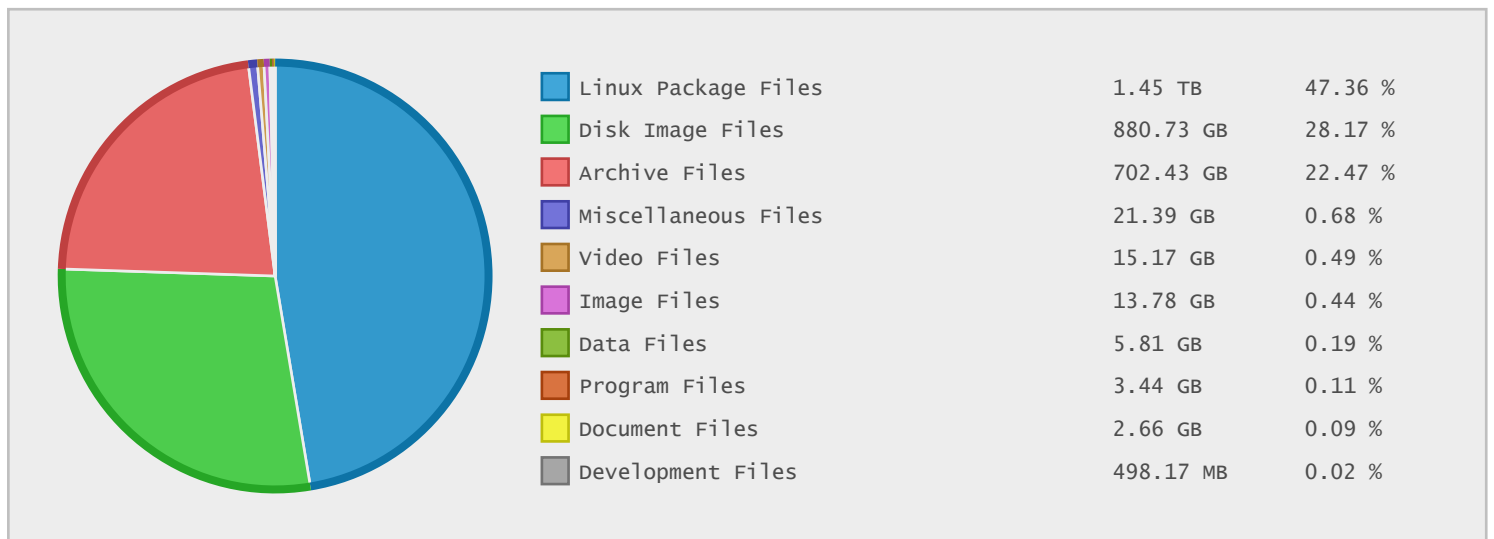 Linux Package Files 1.45 TB 47.36 %
Disk Image Files 880.73 GB 28.17 %
Archive Files 702.43 GB 22.47 %
Miscellaneous Files 21.39 GB 0.68 %
Video Files 15.17 GB 0.49 %
Image Files 13.78 GB 0.44 %
Data Files 5.81 GB 0.19 %
Program Files 3.44 GB 0.11 %
Document Files 2.66 GB 0.09 %
Development Files 498.17 MB 0.02 %